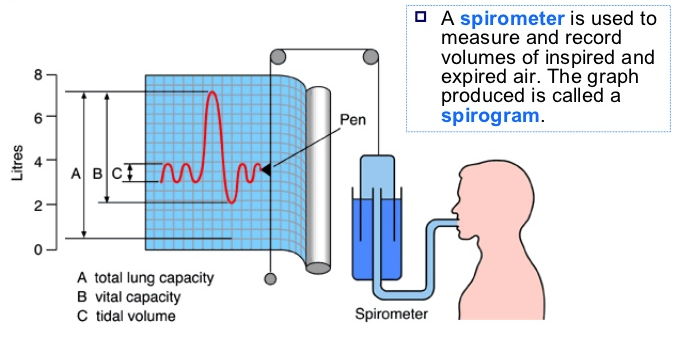 A spirometer is used to
measure and record
volumes of inspired and
expired air. The graph
produced is called a
spirogram.
8
6
4
2
0
Litres
A
B
C
Pen
A total lung capacity
B vital capacity
C tidal volume
Spirometer